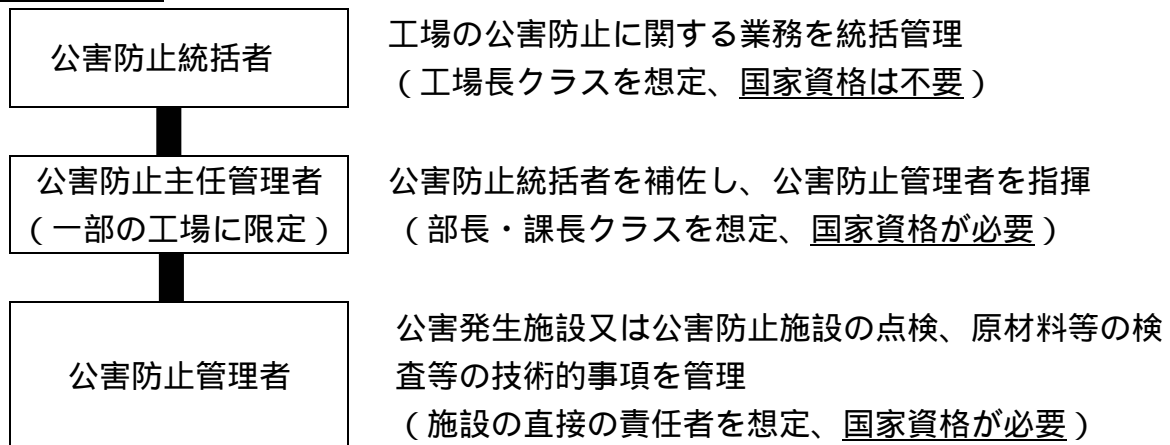 公害防止統括者
工場の公害防止に関する業務を統括管理
（工場長クラスを想定、国家資格は不要）
公害防止主任管理者
（一部の工場に限定）
公害防止統括者を補佐し、公害防止管理者を指揮
（部長・課長クラスを想定、国家資格が必要）
公害防止管理者
公害発生施設又は公害防止施設の点検、原材料等の検
査等の技術的事項を管理
（施設の直接の責任者を想定、国家資格が必要）